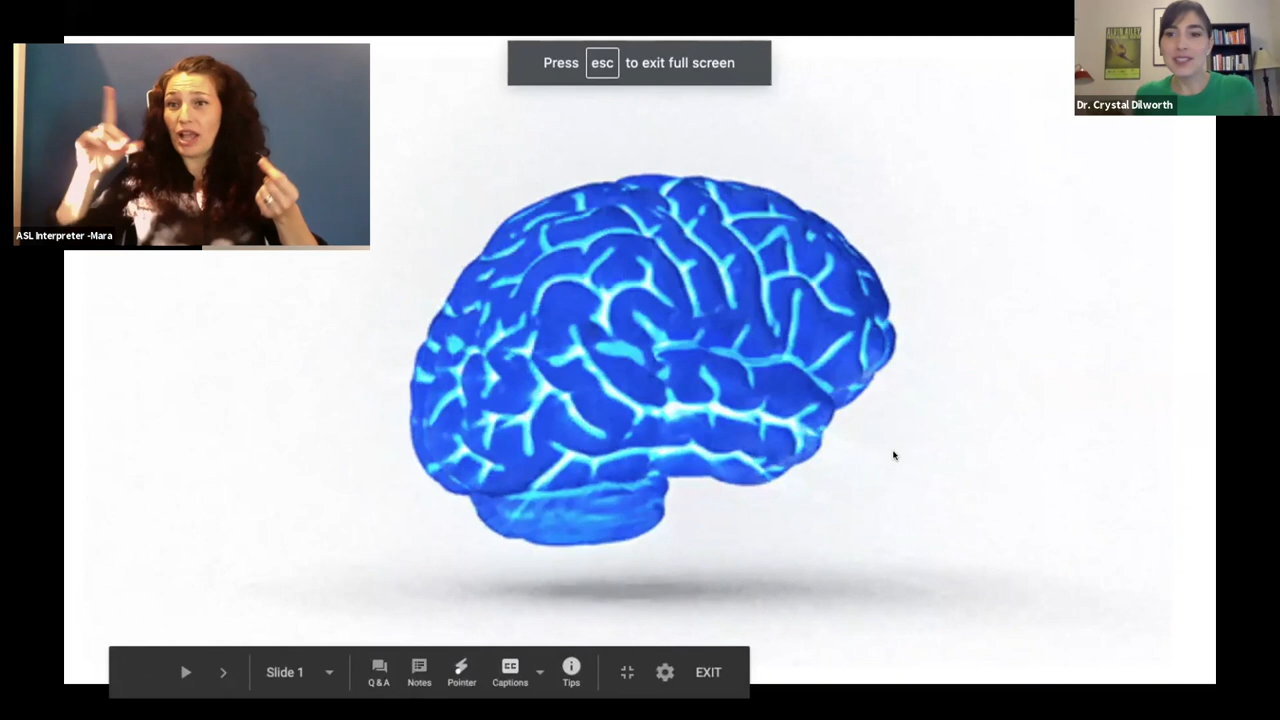 Press esc to exit full screen
Dr. Crystal Dilworth
ASL Interpreter -Mara
Slide 1
Q & A
Notes
Pointer
CC
Captions
Tips
EXIT